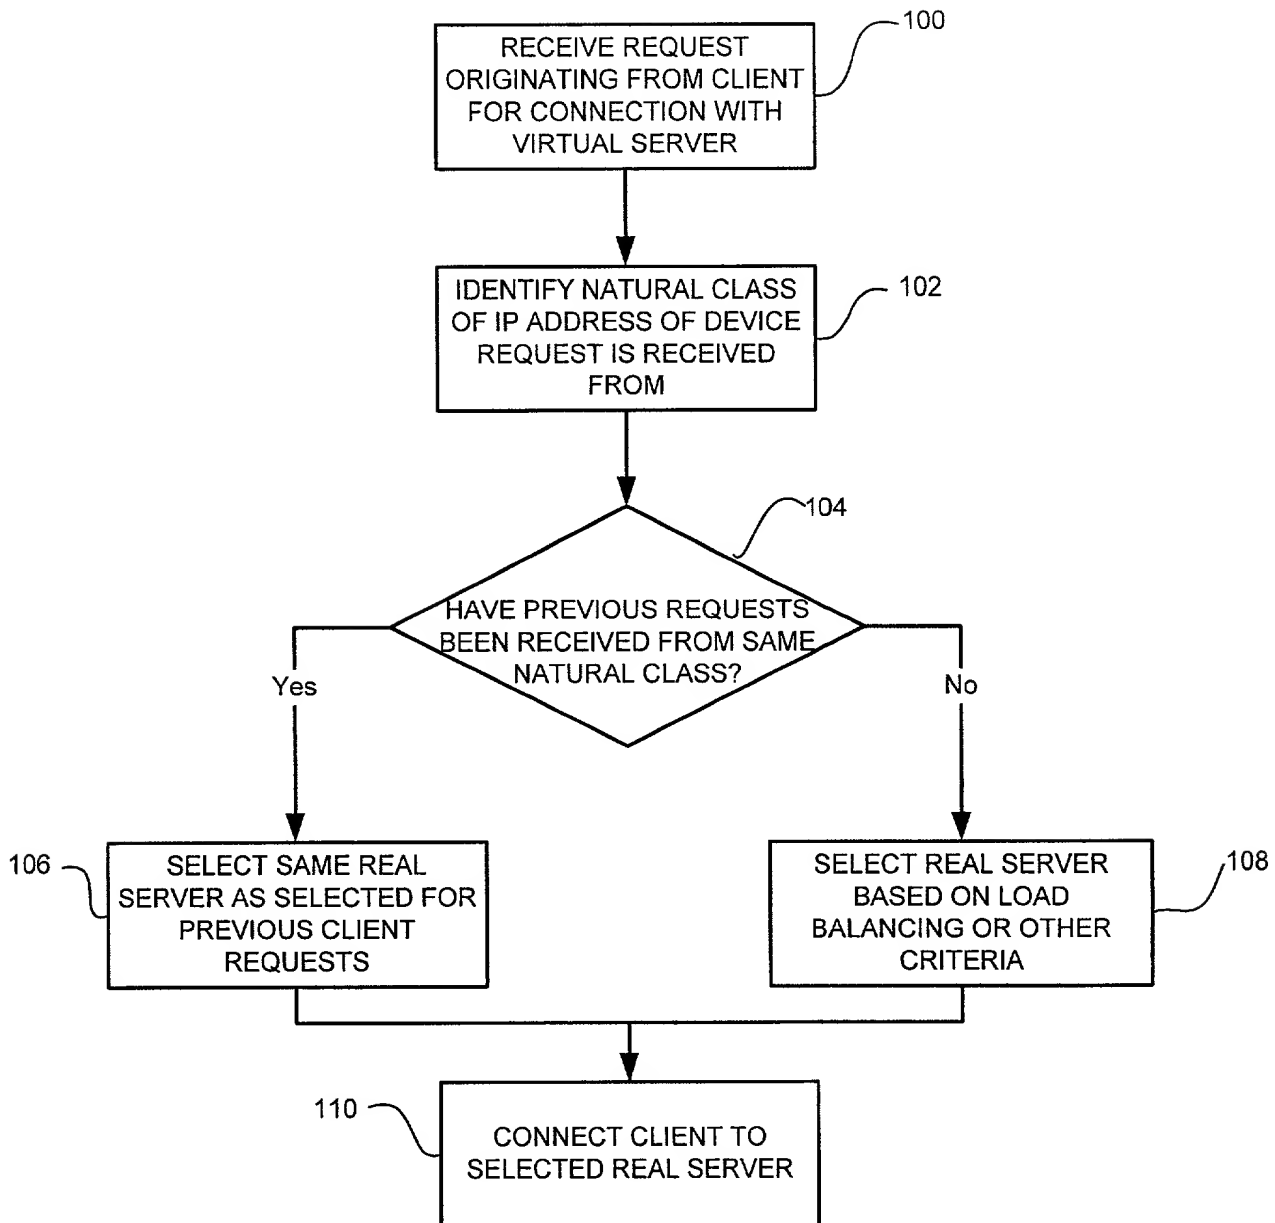 100
RECEIVE REQUEST
ORIGINATING FROM CLIENT
FOR CONNECTION WITH
VIRTUAL SERVER
102
IDENTIFY NATURAL CLASS
OF IP ADDRESS OF DEVICE
REQUEST IS RECEIVED
FROM
104
HAVE PREVIOUS REQUESTS
BEEN RECEIVED FROM SAME
NATURAL CLASS?
Yes
No
106
SELECT SAME REAL
SERVER AS SELECTED FOR
PREVIOUS CLIENT
REQUESTS
108
SELECT REAL SERVER
BASED ON LOAD
BALANCING OR OTHER
CRITERIA
110
CONNECT CLIENT TO
SELECTED REAL SERVER